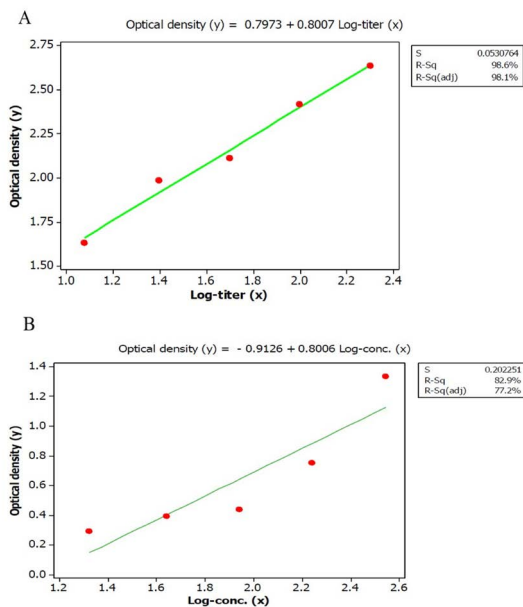 A
Optical density (y) = 0.7973 + 0.8007 Log-titer (x)
S 0.0530764
R-Sq 98.6%
R-Sq(adj) 98.1%
Optical density (y)
2.75
2.50
2.25
2.00
1.75
1.50
1.0 1.2 1.4 1.6 1.8 2.0 2.2 2.4
Log-titer (x)
B
Optical density (y) = - 0.9126 + 0.8006 Log-conc. (x)
S 0.202251
R-Sq 82.9%
R-Sq(adj) 77.2%
Optical density (y)
1.4
1.2
1.0
0.8
0.6
0.4
0.2
0.0
1.2 1.4 1.6 1.8 2.0 2.2 2.4 2.6
Log-conc. (x)